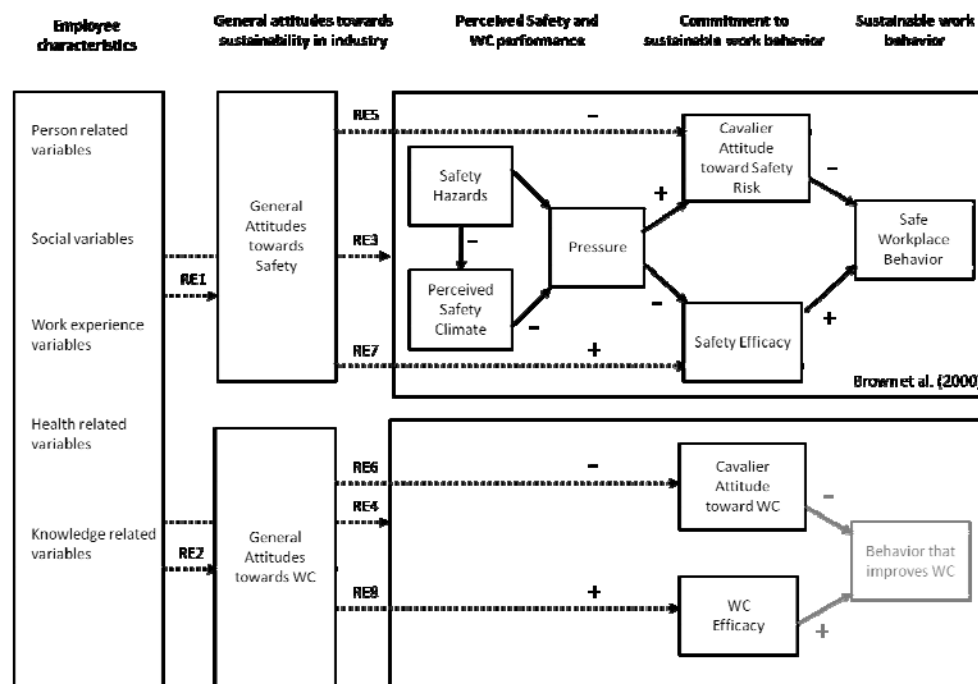 Employee
characteristics
General attitudes towards
sustainability in industry
Perceived Safety and
WC performance
Commitment to
sustainable work behavior
Sustainable work
behavior
Person related
variables
Social variables
Work experience
variables
Health related
variables
Knowledge related
variables
RE1
RE2
General
Attitudes
towards
Safety
General
Attitudes
towards WC
RE5
RE3
RE7
RE6
RE4
RE8
Safety
Hazards
–
Perceived
Safety
Climate
–
Pressure
–
+
–
+
Cavalier
Attitude
toward Safety
Risk
Safety Efficacy
–
+
Safe
Workplace
Behavior
Brown et al. (2000)
–
+
Cavalier
Attitude
toward WC
WC
Efficacy
–
+
Behavior that
improves WC